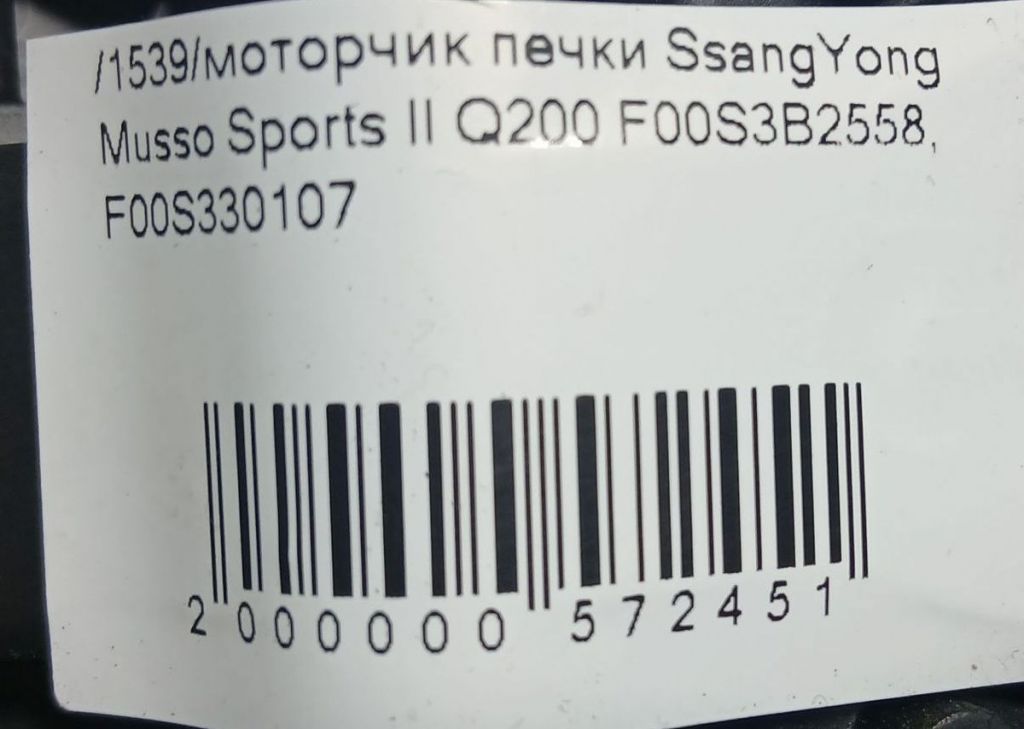 /1539/моторчик печки SsangYong
Musso Sports II Q200 F00S3B2558,
F00S330107
2 000000 572451